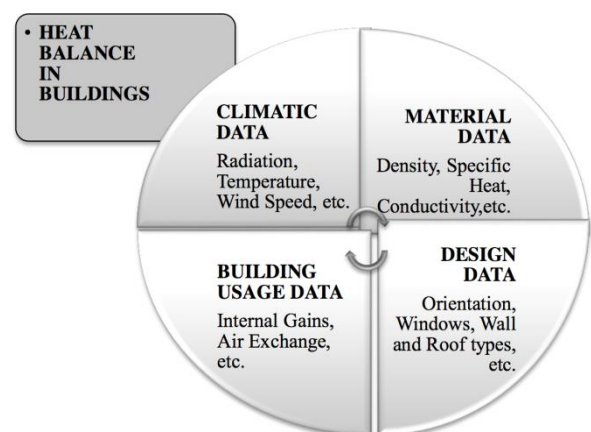 • HEAT
BALANCE
IN
BUILDINGS
CLIMATIC
DATA
Radiation,
Temperature,
Wind Speed, etc.
MATERIAL
DATA
Density, Specific
Heat,
Conductivity,etc.
BUILDING
USAGE DATA
Internal Gains,
Air Exchange,
etc.
DESIGN
DATA
Orientation,
Windows, Wall
and Roof types,
etc.